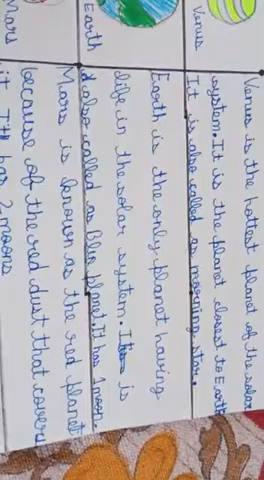 Venus
Venus is the hottest planet of the solar
system. It is the planet closest to Earth
It is also called as morning star.
Earth
Earth is the only planet having
life in the solar system. It is
also called as blue planet. It has 1 moon.
Mars
Mars is known as the red planet
because of the red dust that covers
it. It has 2 moons